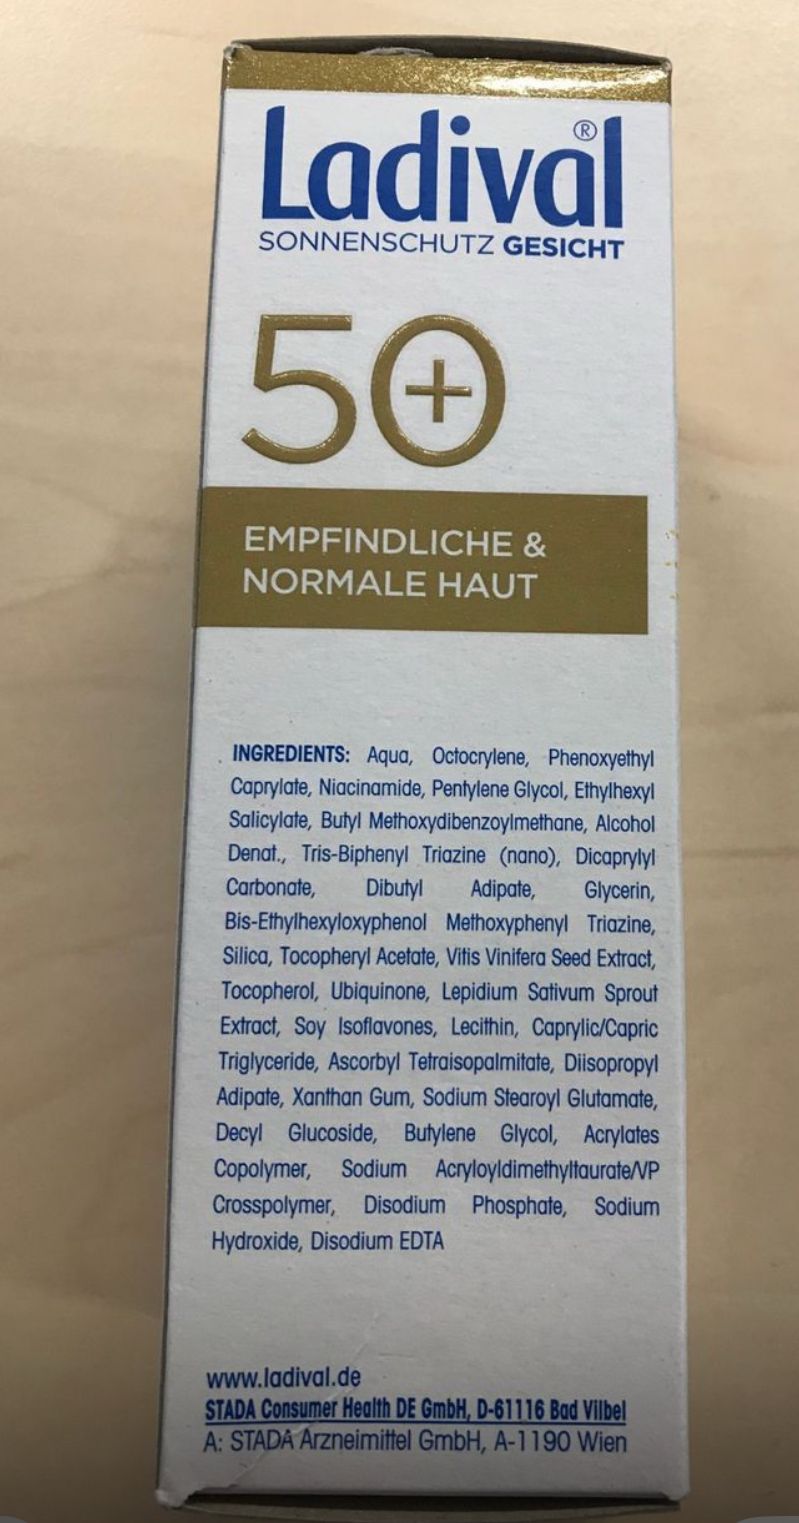 Ladival®
SONNENSCHUTZ GESICHT
50+
EMPFINDLICHE &
NORMALE HAUT
INGREDIENTS: Aqua, Octocrylene, Phenoxyethyl
Caprylate, Niacinamide, Pentylene Glycol, Ethylhexyl
Salicylate, Butyl Methoxydibenzoylmethane, Alcohol
Denat., Tris-Biphenyl Triazine (nano), Dicaprylyl
Carbonate, Dibutyl Adipate, Glycerin,
Bis-Ethylhexyloxyphenol Methoxyphenyl Triazine,
Silica, Tocopheryl Acetate, Vitis Vinifera Seed Extract,
Tocopherol, Ubiquinone, Lepidium Sativum Sprout
Extract, Soy Isoflavones, Lecithin, Caprylic/Capric
Triglyceride, Ascorbyl Tetraisopalmitate, Diisopropyl
Adipate, Xanthan Gum, Sodium Stearoyl Glutamate,
Decyl Glucoside, Butylene Glycol, Acrylates
Copolymer, Sodium Acryloyldimethyltaurate/VP
Crosspolymer, Disodium Phosphate, Sodium
Hydroxide, Disodium EDTA
www.ladival.de
STADA Consumer Health DE GmbH, D-61116 Bad Vilbel
A: STADA Arzneimittel GmbH, A-1190 Wien